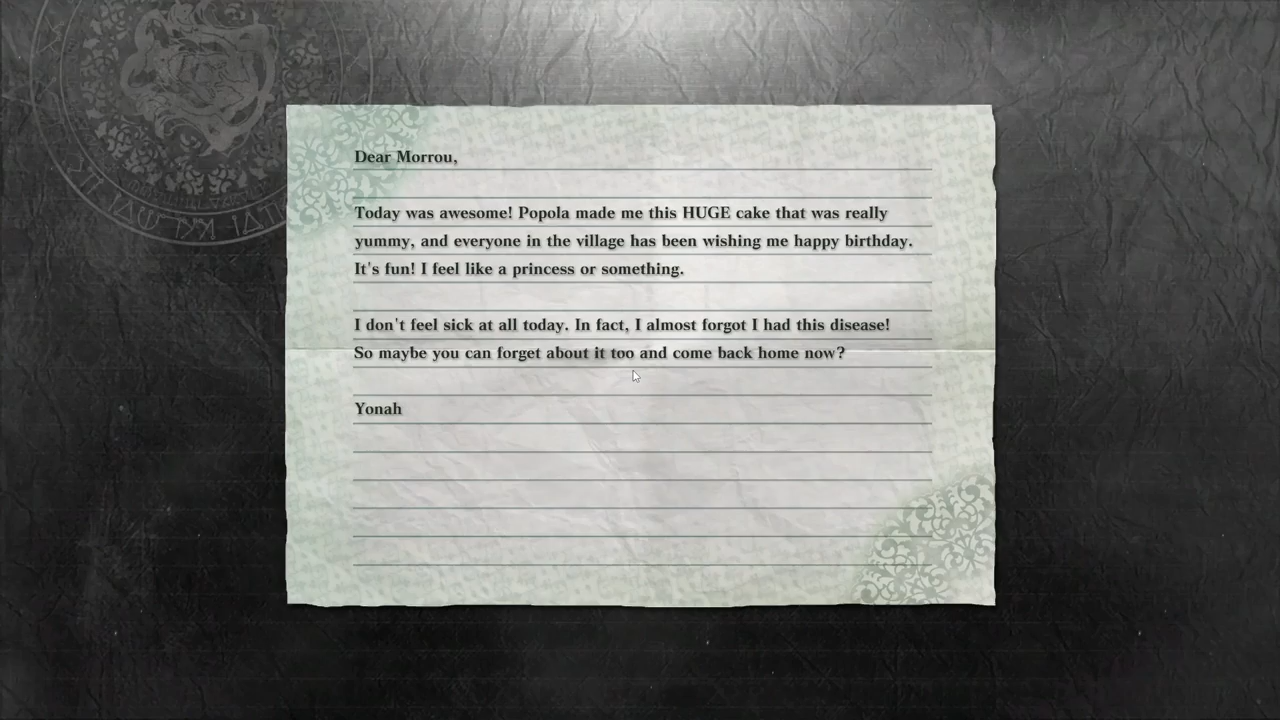 Dear Morrou,
Today was awesome! Popola made me this HUGE cake that was really
yummy, and everyone in the village has been wishing me happy birthday.
It's fun! I feel like a princess or something.
I don't feel sick at all today. In fact, I almost forgot I had this disease!
So maybe you can forget about it too and come back home now?
Yonah